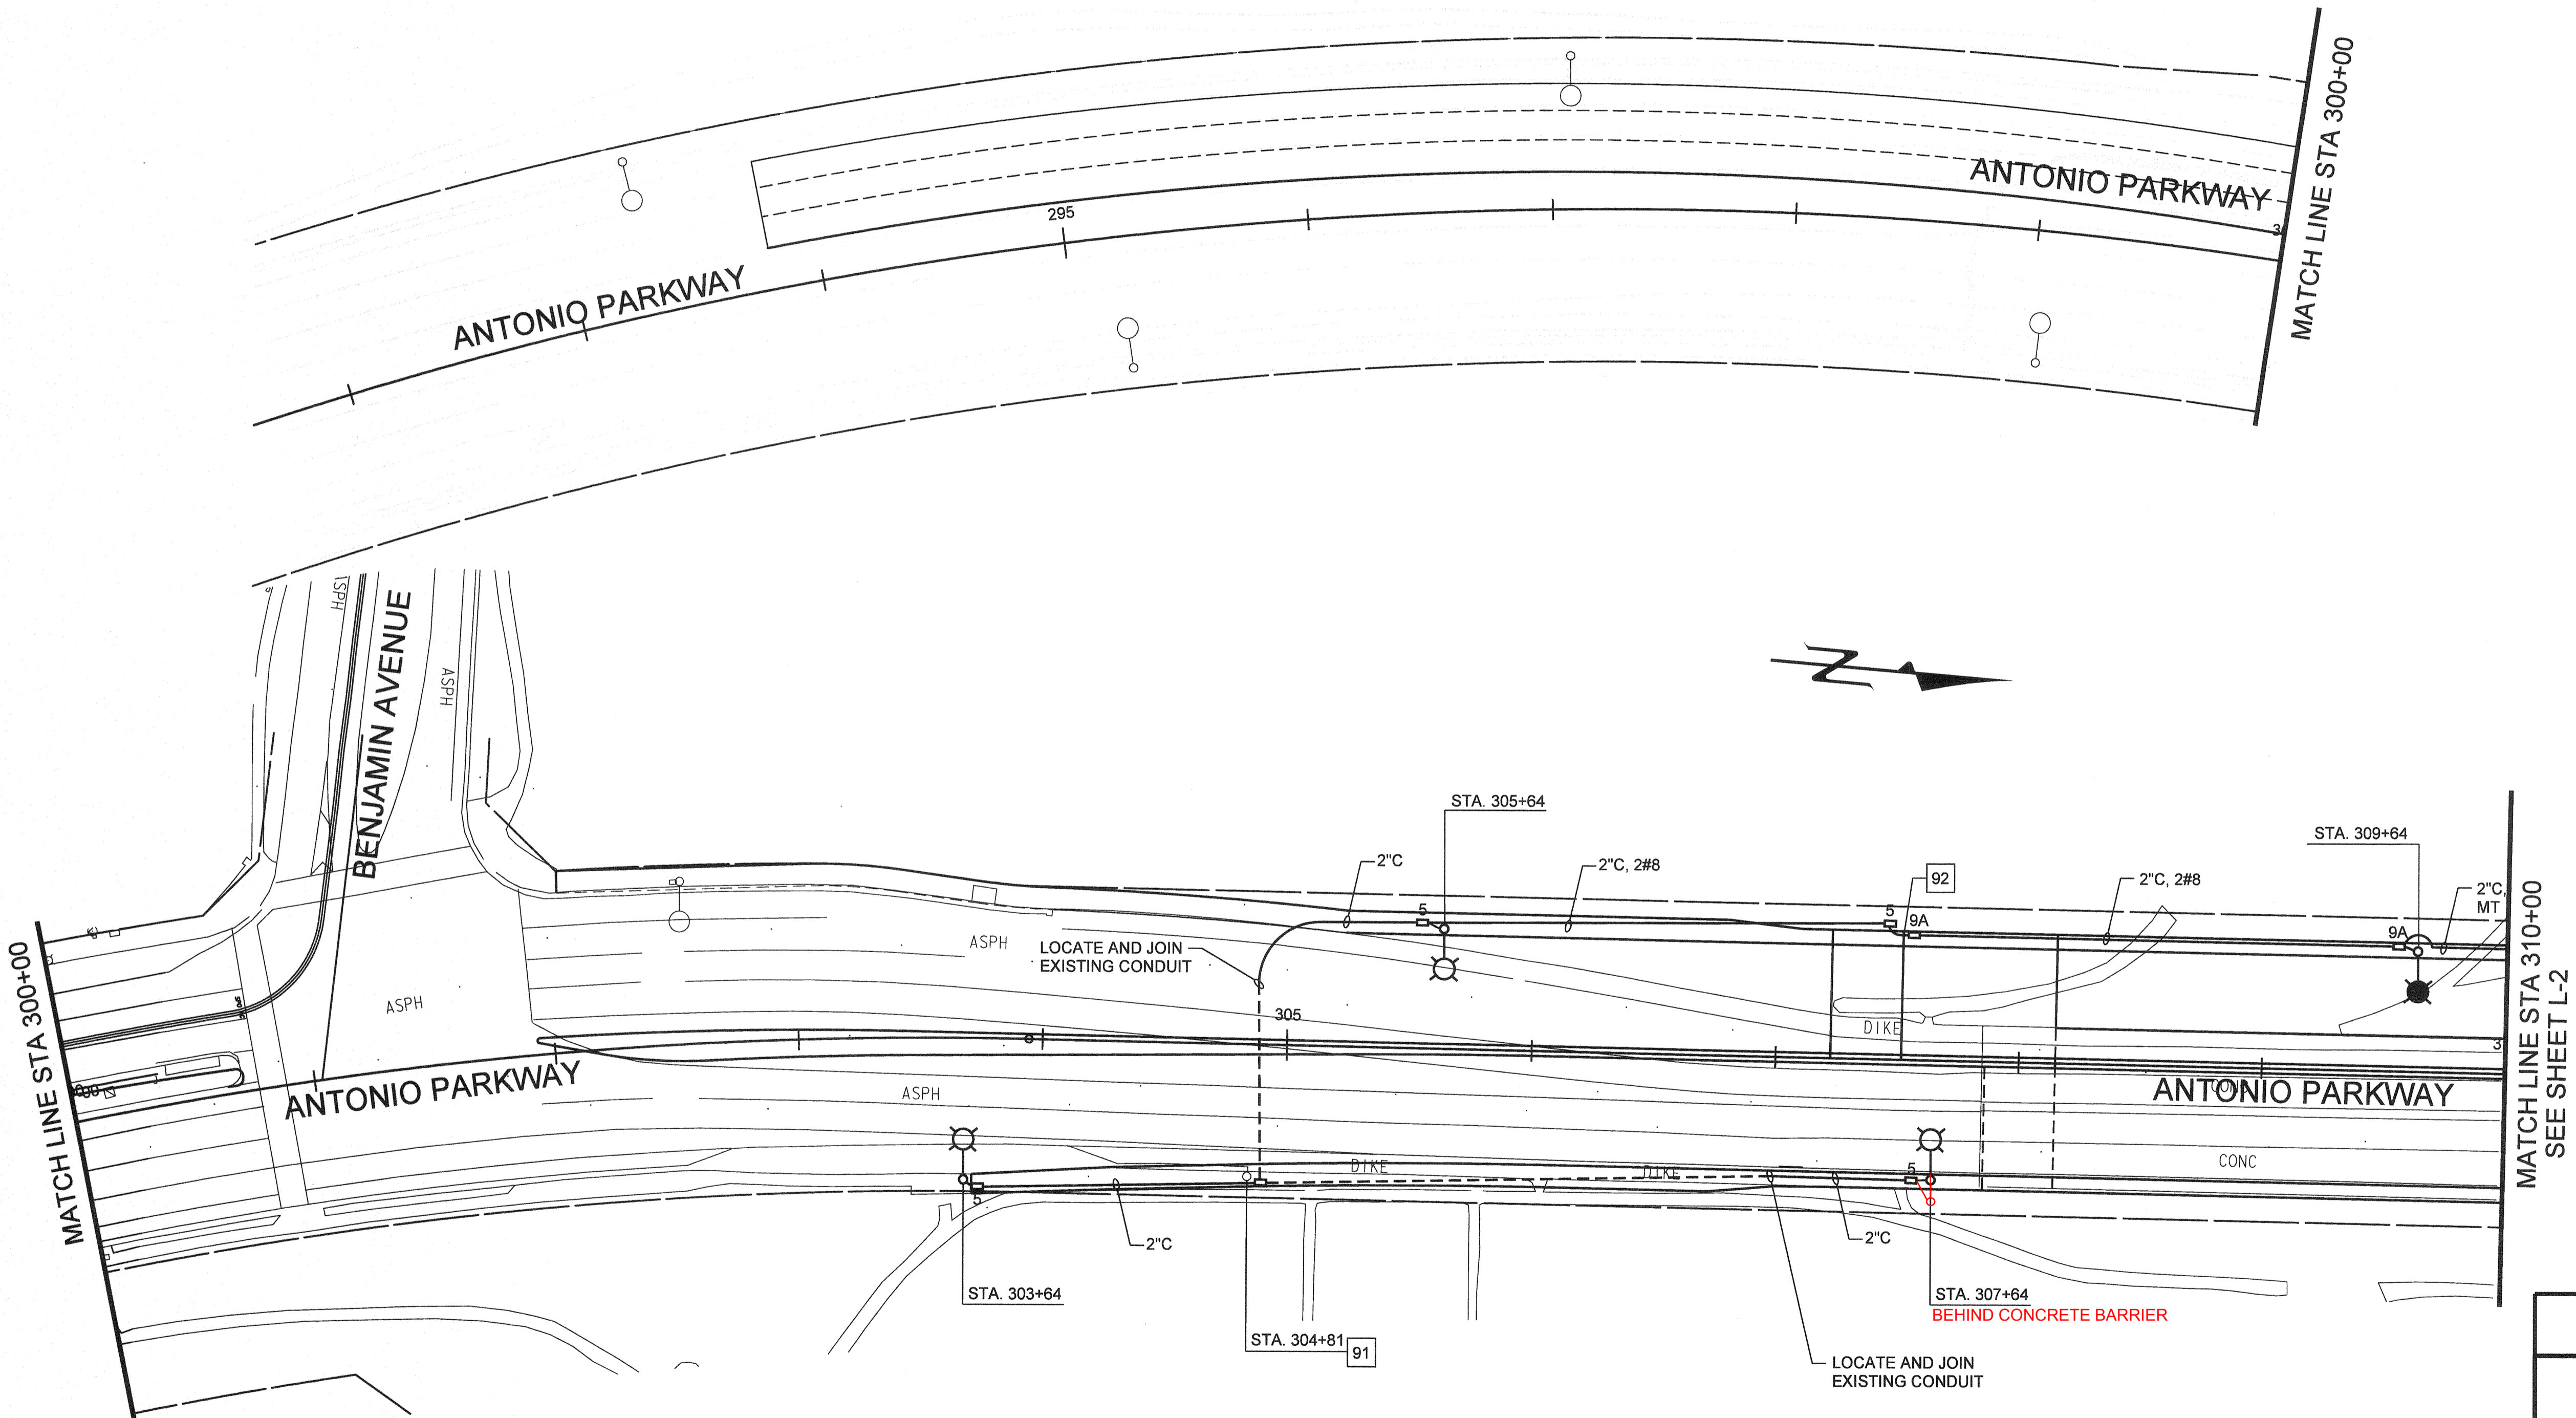 MATCH LINE STA 300+00
ANTONIO PARKWAY
295
3
ANTONIO PARKWAY
ASPH
BENJAMIN AVENUE
ASPH
N
STA. 305+64
STA. 309+64
2"C
2"C, 2#8
92
2"C, 2#8
2"C,
MT
5
5
9A
9A
LOCATE AND JOIN
EXISTING CONDUIT
ASPH
ASPH
305
DIKE
3
MATCH LINE STA 300+00
ANTONIO PARKWAY
ASPH
ANTONIO PARKWAY
MATCH LINE STA 310+00
SEE SHEET L-2
DIKE
DIKE
CONC
5
5
2"C
2"C
STA. 303+64
STA. 307+64
BEHIND CONCRETE BARRIER
STA. 304+81
91
LOCATE AND JOIN
EXISTING CONDUIT